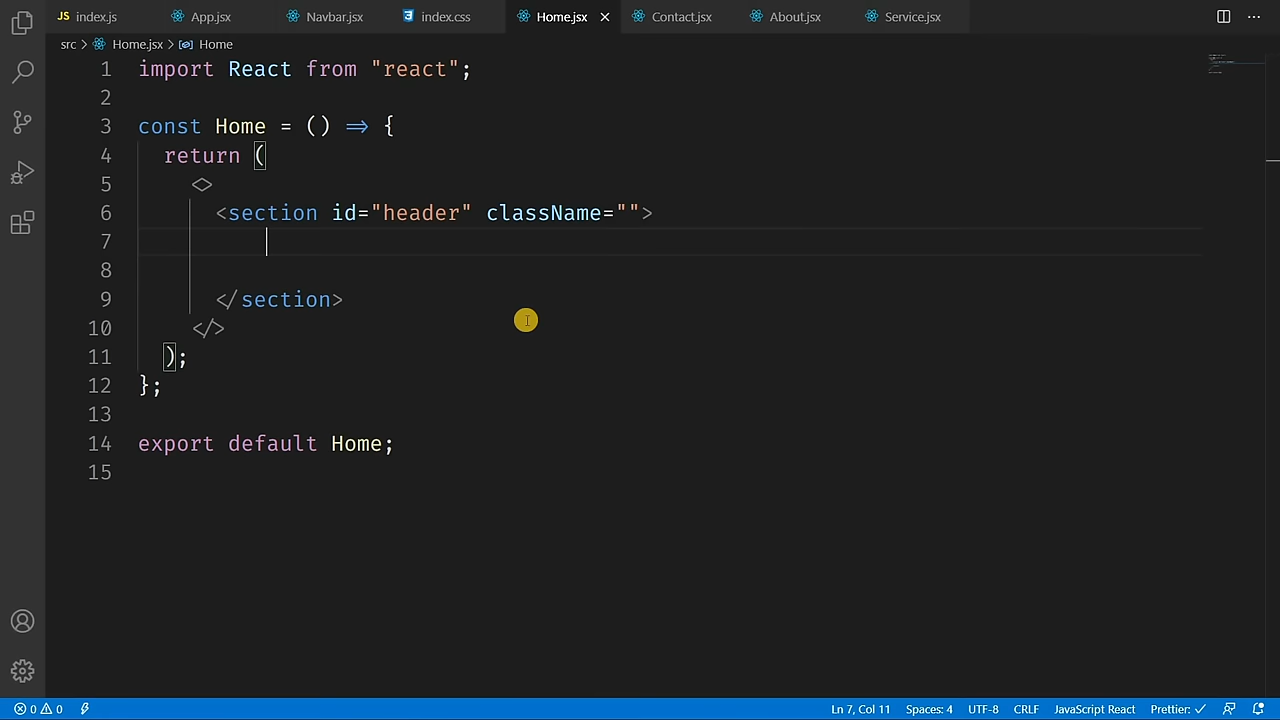 JS index.js App.jsx Navbar.jsx index.css Home.jsx Contact.jsx About.jsx Service.jsx
src > Home.jsx > Home
1 import React from "react";
2
3 const Home = () => {
4 return (
5 <>
6 <section id="header" className="">
7
8
9 </section>
10 </>
11 );
12 };
13
14 export default Home;
15
0 0 Ln 7, Col 11 Spaces: 4 UTF-8 CRLF JavaScript React Prettier: ✓